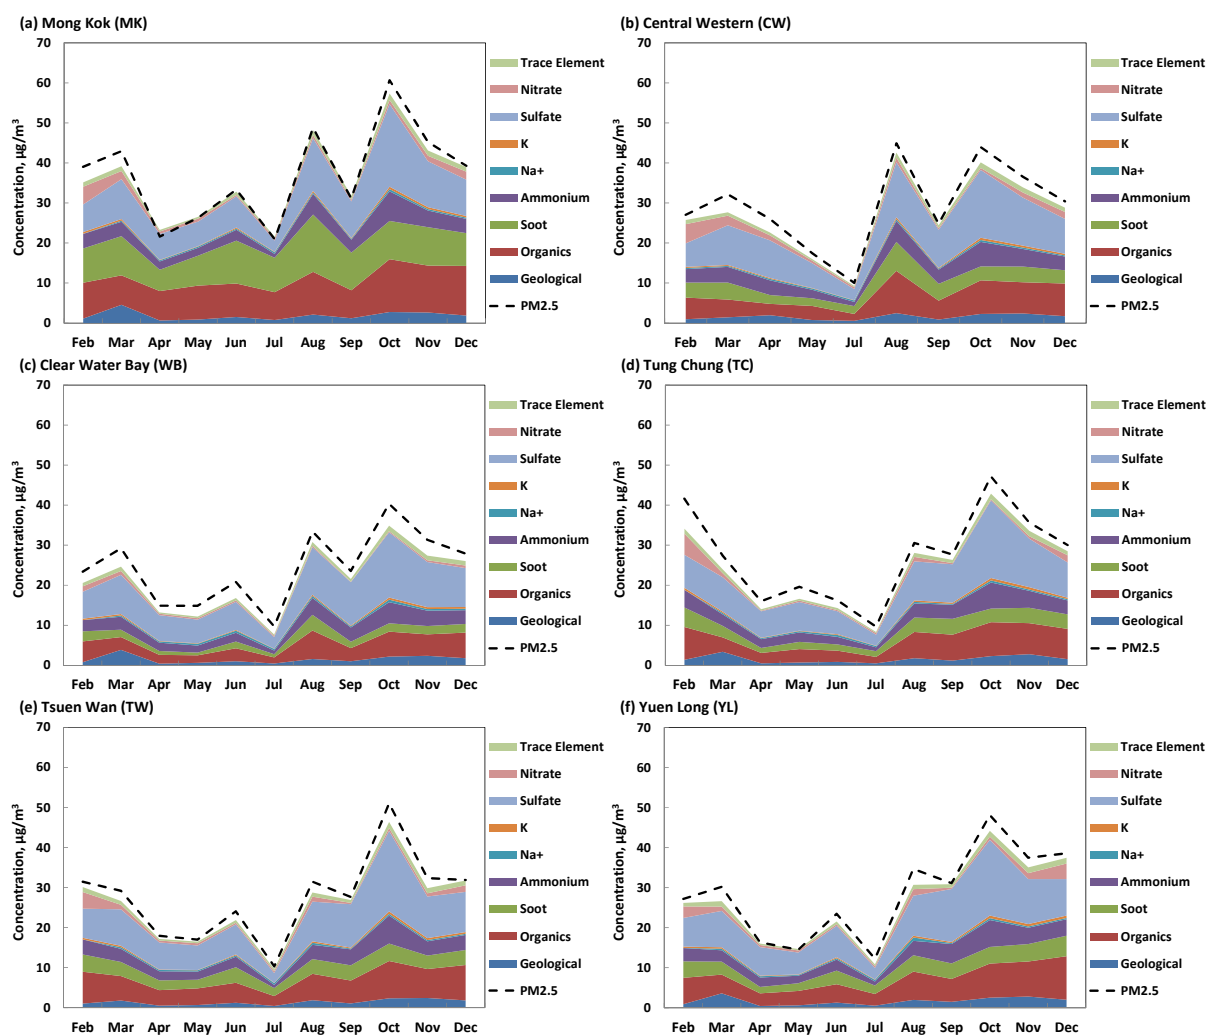 (a) Mong Kok (MK)
Concentration, µg/m³
70
60
50
40
30
20
10
0
Feb Mar Apr May Jun Jul Aug Sep Oct Nov Dec
Trace Element
Nitrate
Sulfate
K
Na+
Ammonium
Soot
Organics
Geological
PM2.5
(b) Central Western (CW)
Concentration, µg/m³
70
60
50
40
30
20
10
0
Feb Mar Apr May Jul Aug Sep Oct Nov Dec
Trace Element
Nitrate
Sulfate
K
Na+
Ammonium
Soot
Organics
Geological
PM2.5
(c) Clear Water Bay (WB)
Concentration, µg/m³
70
60
50
40
30
20
10
0
Feb Mar Apr May Jun Jul Aug Sep Oct Nov Dec
Trace Element
Nitrate
Sulfate
K
Na+
Ammonium
Soot
Organics
Geological
PM2.5
(d) Tung Chung (TC)
Concentration, µg/m³
70
60
50
40
30
20
10
0
Feb Mar Apr May Jun Jul Aug Sep Oct Nov Dec
Trace Element
Nitrate
Sulfate
K
Na+
Ammonium
Soot
Organics
Geological
PM2.5
(e) Tsuen Wan (TW)
Concentration, µg/m³
70
60
50
40
30
20
10
0
Feb Mar Apr May Jun Jul Aug Sep Oct Nov Dec
Trace Element
Nitrate
Sulfate
K
Na+
Ammonium
Soot
Organics
Geological
PM2.5
(f) Yuen Long (YL)
Concentration, µg/m³
70
60
50
40
30
20
10
0
Feb Mar Apr May Jun Jul Aug Sep Oct Nov Dec
Trace Element
Nitrate
Sulfate
K
Na+
Ammonium
Soot
Organics
Geological
PM2.5